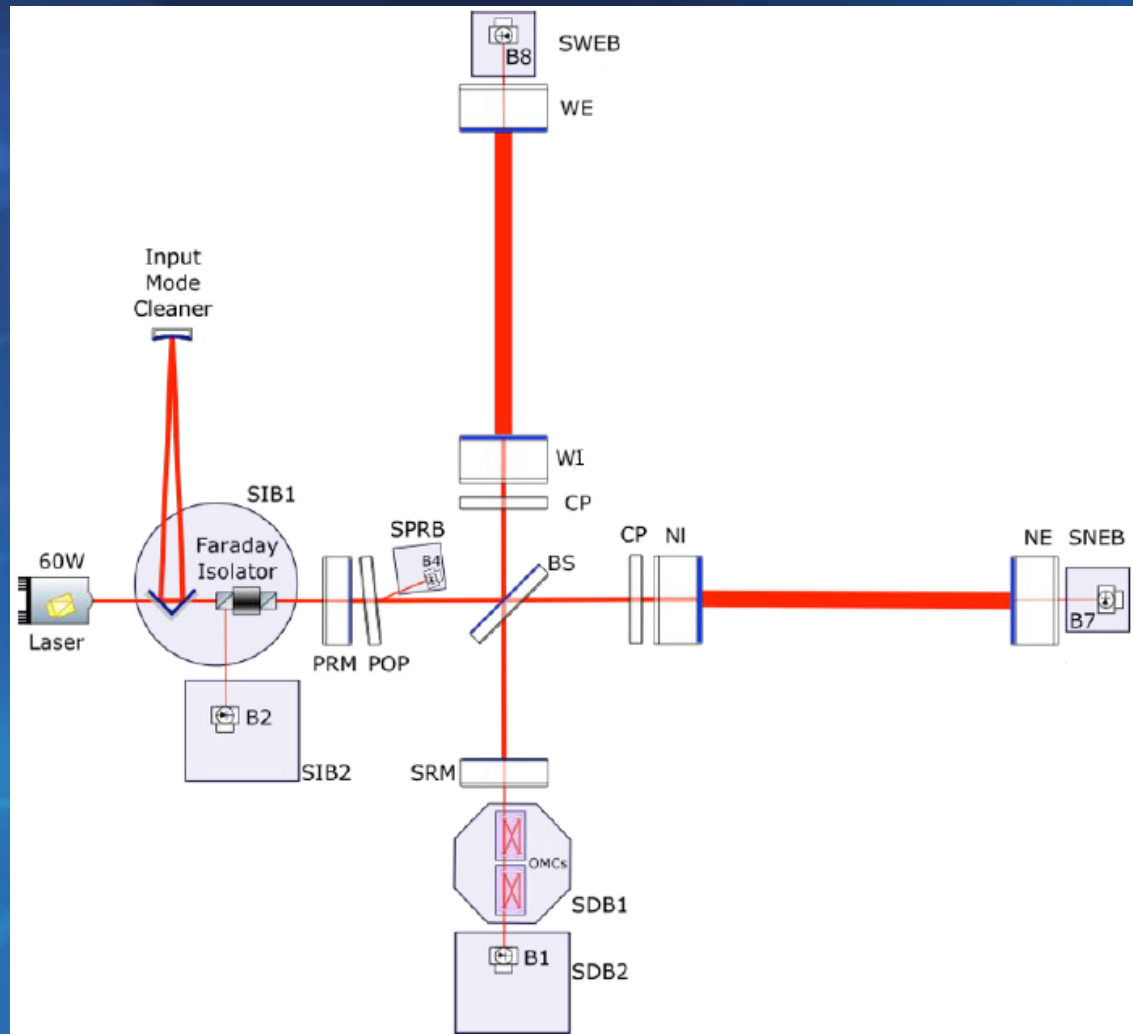 B8
SWEB
WE
Input
Mode
Cleaner
WI
CP
SIB1
SPRB
B4
BS
CP
NI
NE
SNEB
60W
Laser
Faraday
Isolator
PRM
POP
B7
B2
SIB2
SRM
OMCs
SDB1
B1
SDB2